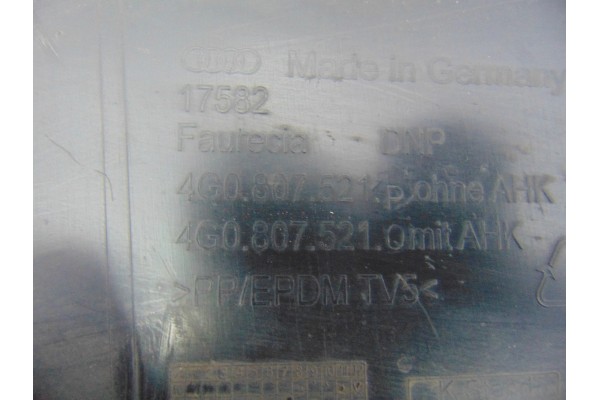 Made in Germany
17582
Faurecia DNP
4G0.807.521.p ohne AHK
4G0.807.521.0 mit AHK
>PP/EPDM TV5<